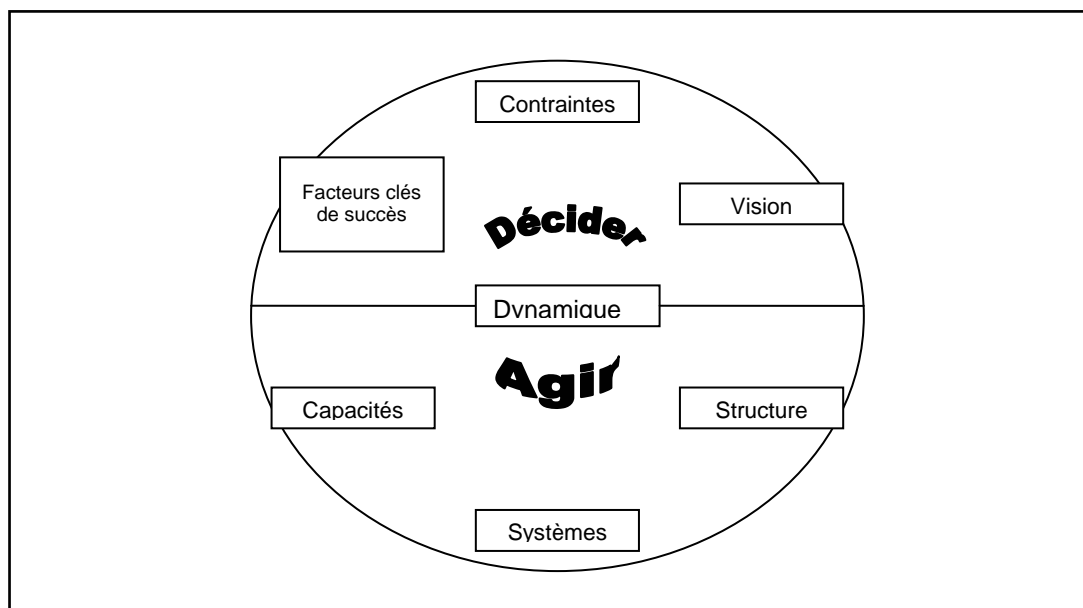 Contraintes
Facteurs clés
de succès
Vision
Décider
Dynamique
Agir
Capacités
Structure
Systèmes